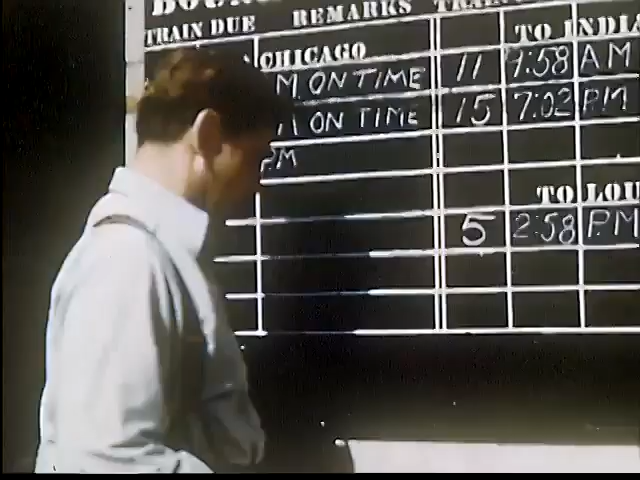 TRAIN DUE REMARKS
TO INDIA
CHICAGO
M ON TIME 11 9:58 AM
ON TIME 15 7:02 PM
PM
TO LOU
5 2:58 PM